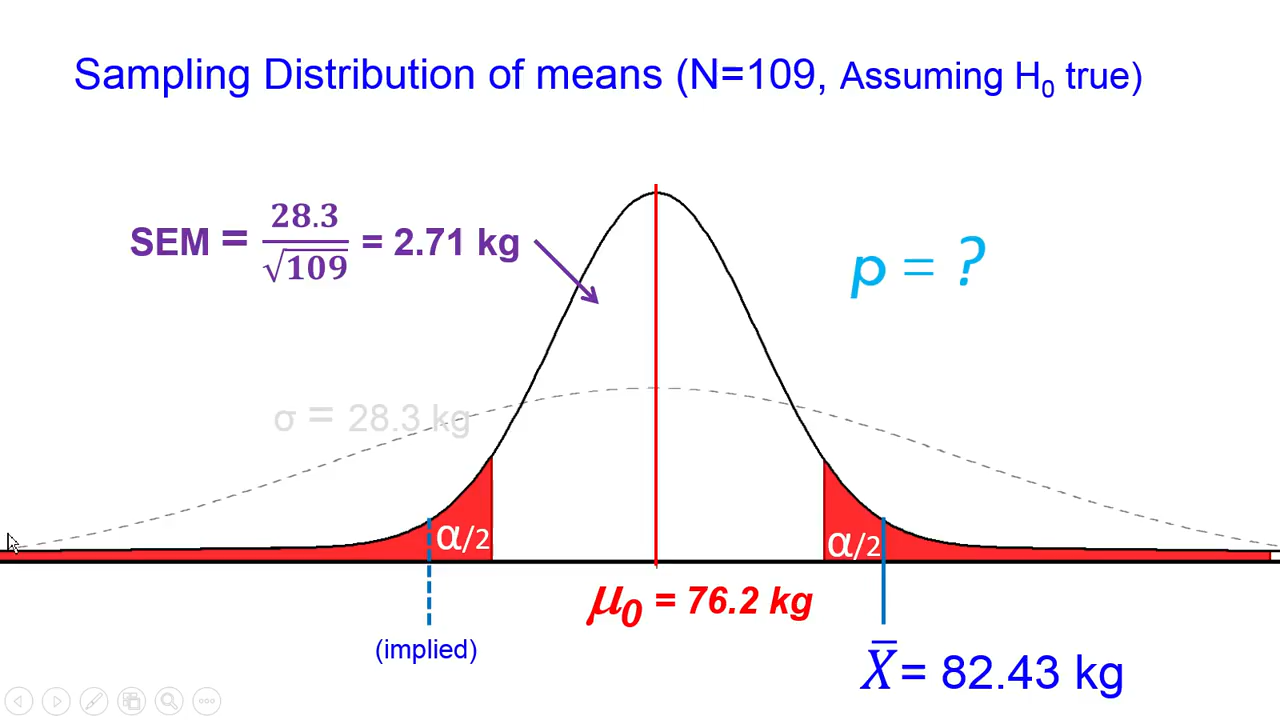 Sampling Distribution of means (N=109, Assuming H₀ true)
SEM = 28.3/√109 = 2.71 kg
p = ?
σ = 28.3 kg
α/2
α/2
μ₀ = 76.2 kg
(implied)
X̅ = 82.43 kg